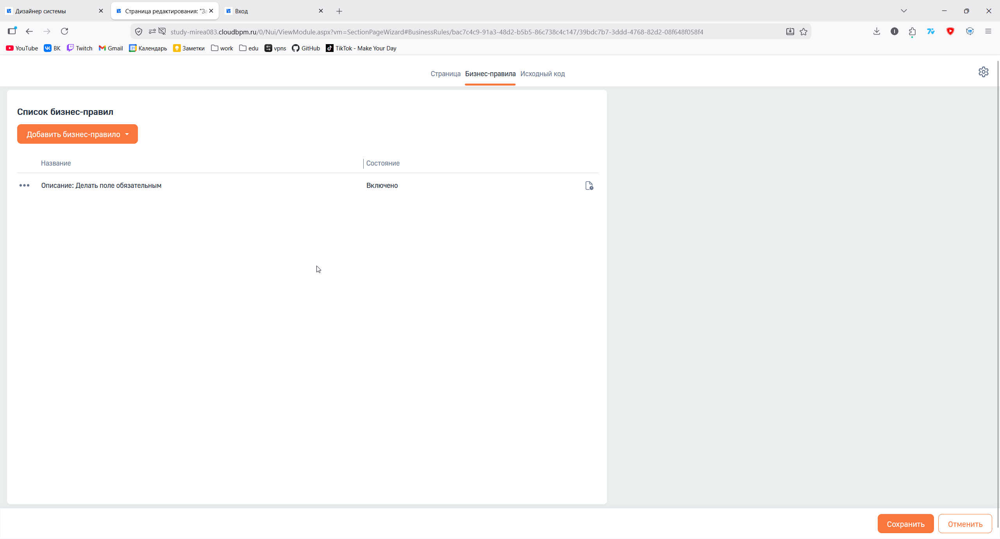 Дизайнер системы
Страница редактирования: "За
Вход
study-mirea083.cloudbpm.ru/0/Nui/ViewModule.aspx?vm=SectionPageWizard#BusinessRules/bac7c4c9-91a3-48d2-b5b5-86c738c4c147/39bdc7b7-3ddd-4768-82d2-08f648f058f4
YouTube ВК Twitch Gmail 31 Календарь Заметки work edu vpns GitHub TikTok - Make Your Day
Страница Бизнес-правила Исходный код
Список бизнес-правил
Добавить бизнес-правило
Название Состояние
Описание: Делать поле обязательным Включено
Сохранить Отменить